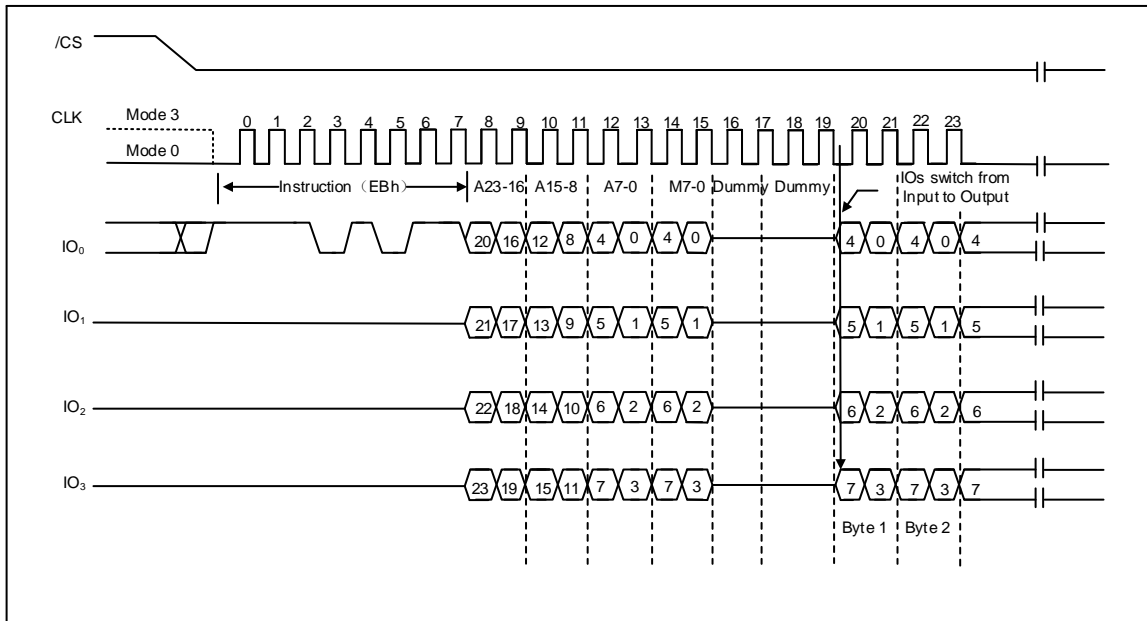 /CS
CLK
Mode 3
Mode 0
0 1 2 3 4 5 6 7 8 9 10 11 12 13 14 15 16 17 18 19 20 21 22 23
Instruction（EBh） A23-16 A15-8 A7-0 M7-0 Dummy Dummy
IOs switch from
Input to Output
IO₀ 20 16 12 8 4 0 4 0 4 0 4 0 4
IO₁ 21 17 13 9 5 1 5 1 5 1 5 1 5
IO₂ 22 18 14 10 6 2 6 2 6 2 6 2 6
IO₃ 23 19 15 11 7 3 7 3 7 3 7 3 7
Byte 1 Byte 2